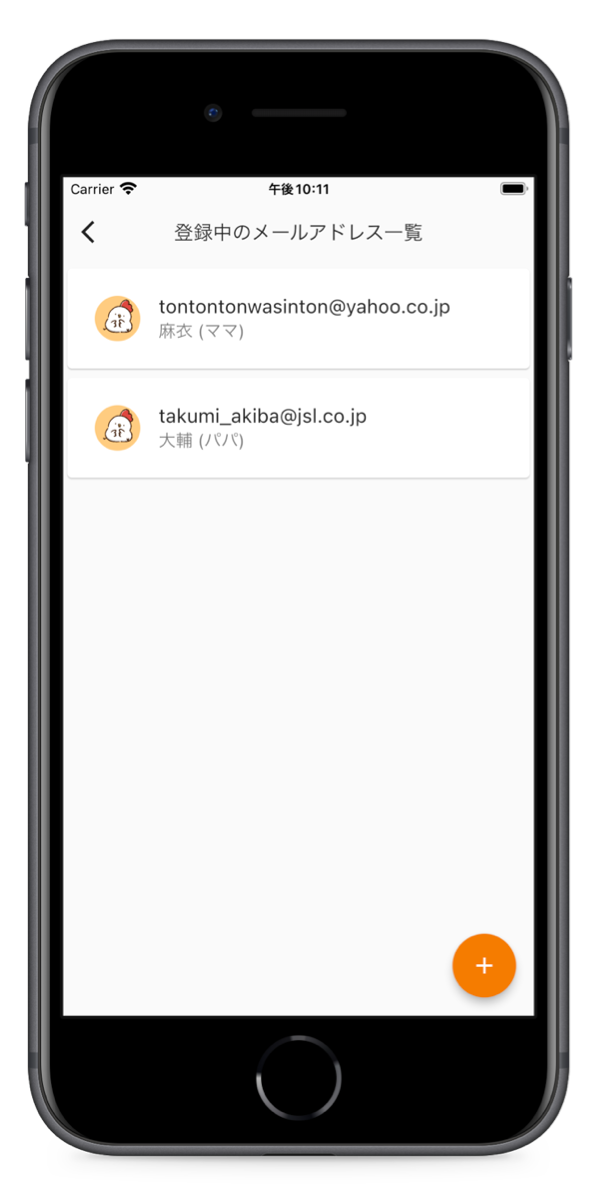 Carrier 午後10:11
登録中のメールアドレス一覧
tontontonwasinton@yahoo.co.jp
麻衣 (ママ)
takumi_akiba@jsl.co.jp
大輔 (パパ)
+